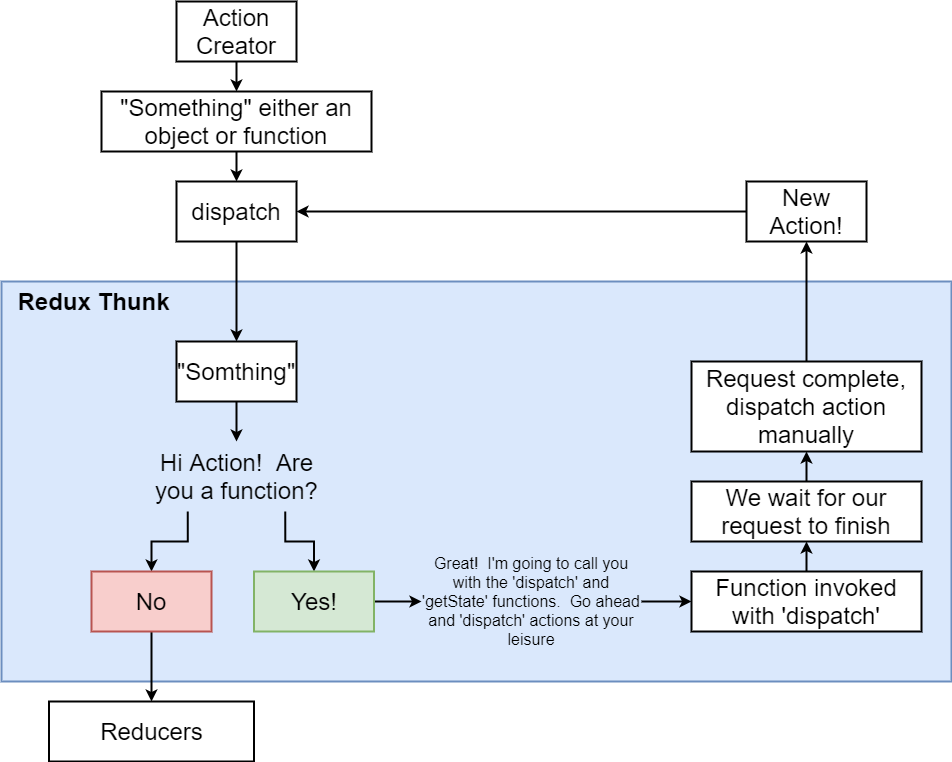 Action
Creator
"Something" either an
object or function
dispatch
New
Action!
Redux Thunk
"Somthing"
Hi Action!  Are
you a function?
No
Yes!
Reducers
Great!  I'm going to call you
with the 'dispatch' and
'getState' functions.  Go ahead
and 'dispatch' actions at your
leisure
Function invoked
with 'dispatch'
We wait for our
request to finish
Request complete,
dispatch action
manually